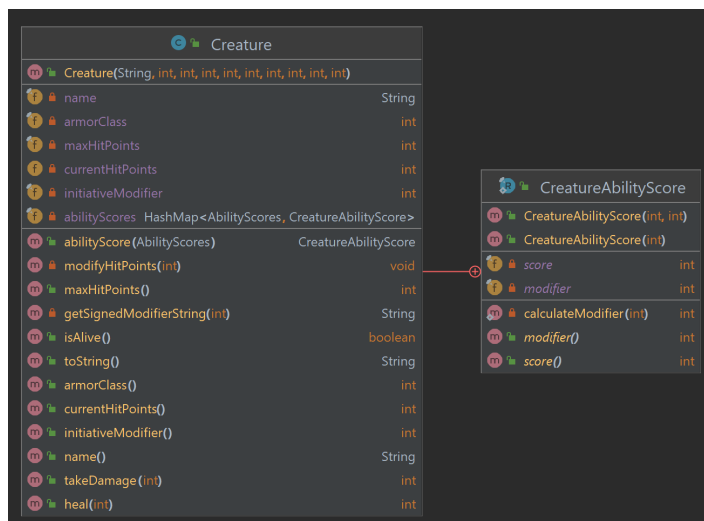 Creature
Creature(String, int, int, int, int, int, int, int, int, int)
name String
armorClass int
maxHitPoints int
currentHitPoints int
initiativeModifier int
abilityScores HashMap<AbilityScores, CreatureAbilityScore>
abilityScore(AbilityScores) CreatureAbilityScore
modifyHitPoints(int) void
maxHitPoints() int
getSignedModifierString(int) String
isAlive() boolean
toString() String
armorClass() int
currentHitPoints() int
initiativeModifier() int
name() String
takeDamage(int) int
heal(int) int
CreatureAbilityScore
CreatureAbilityScore(int, int)
CreatureAbilityScore(int)
score int
modifier int
calculateModifier(int) int
modifier() int
score() int